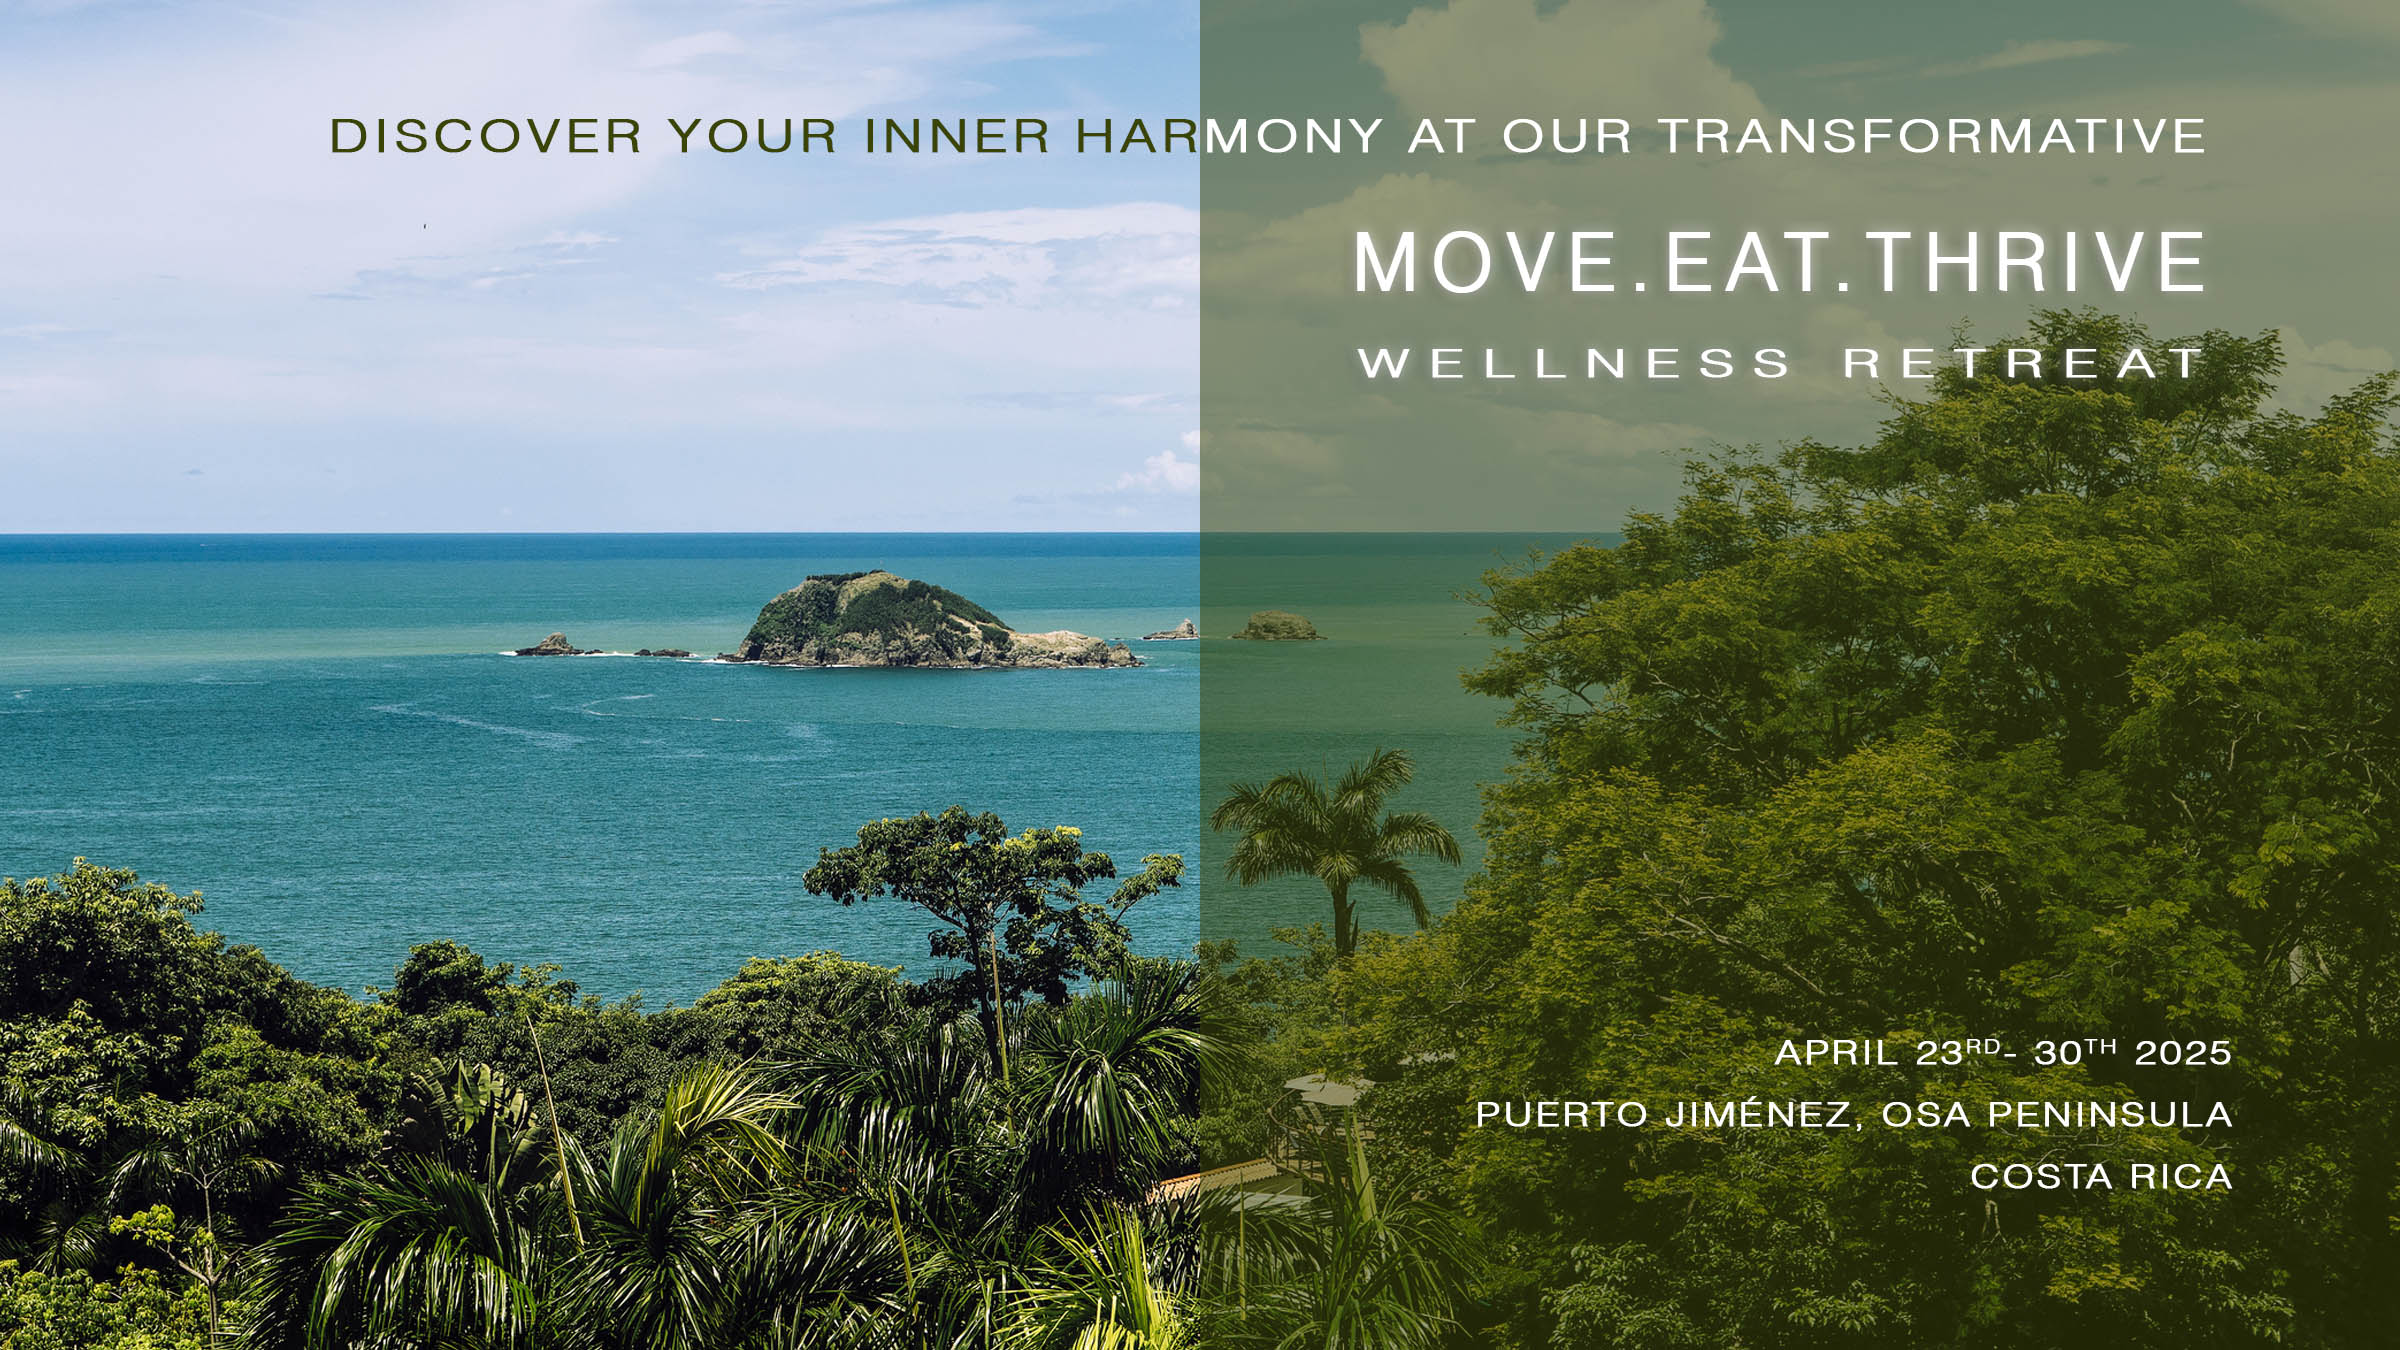 DISCOVER YOUR INNER HARMONY AT OUR TRANSFORMATIVE
MOVE.EAT.THRIVE
WELLNESS RETREAT
APRIL 23RD- 30TH 2025
PUERTO JIMÉNEZ, OSA PENINSULA
COSTA RICA